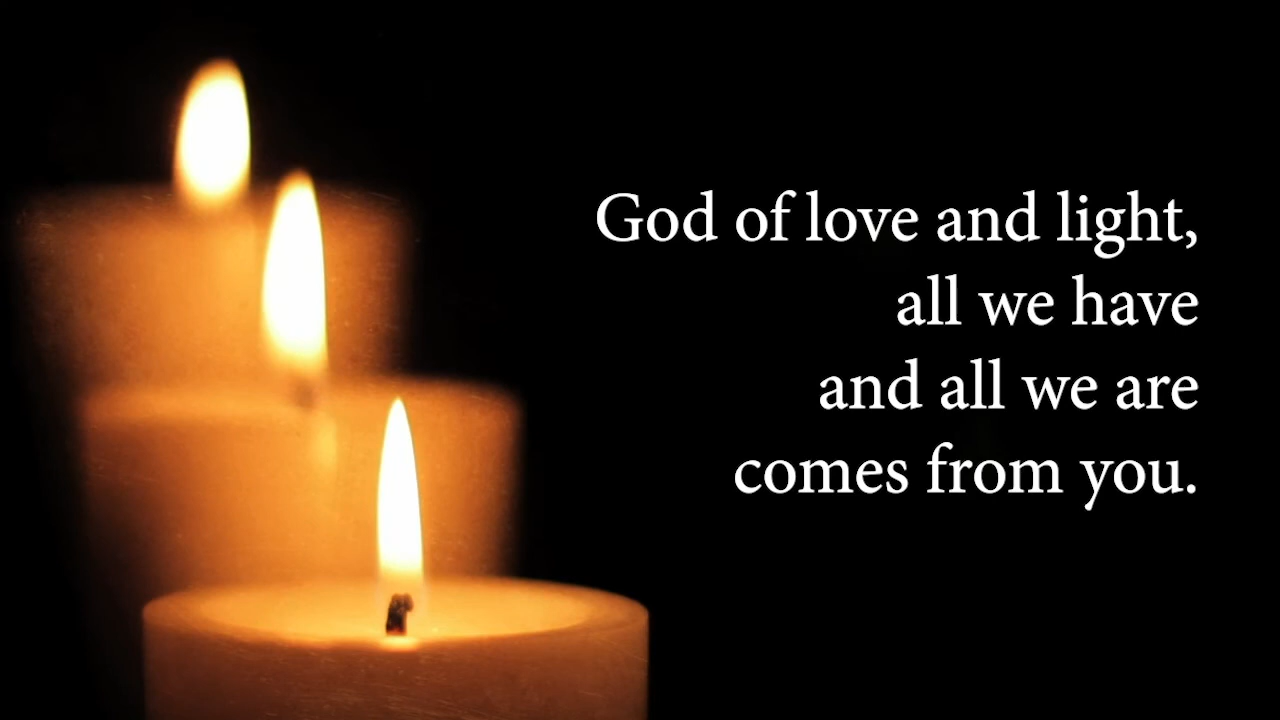 God of love and light,
all we have
and all we are
comes from you.